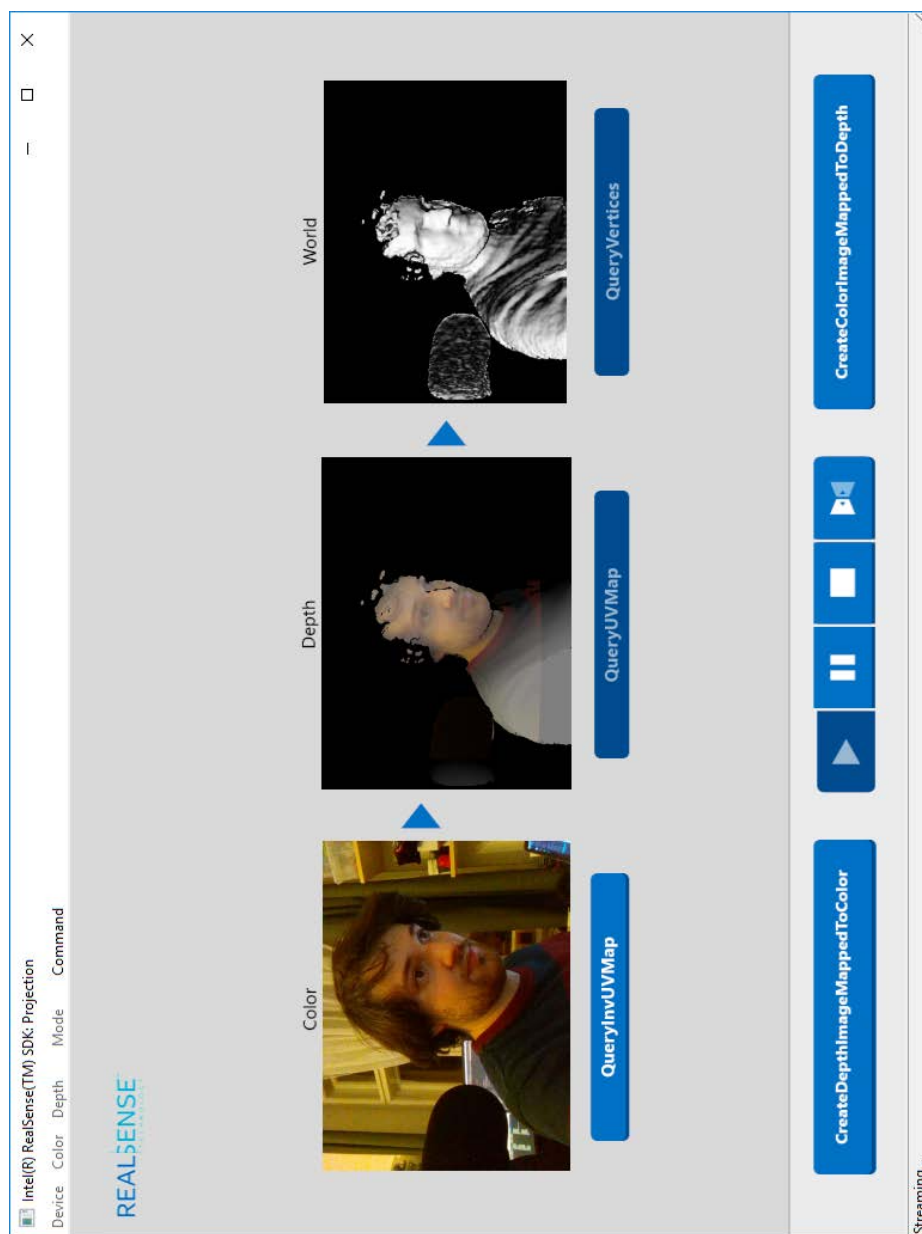 Intel(R) RealSense(TM) SDK: Projection
Device Color Depth Mode Command
REALSENSE
TECHNOLOGY
Color Depth World
QueryInvUVMap QueryUVMap QueryVertices
CreateDepthImageMappedToColor CreateColorImageMappedToDepth
Streaming